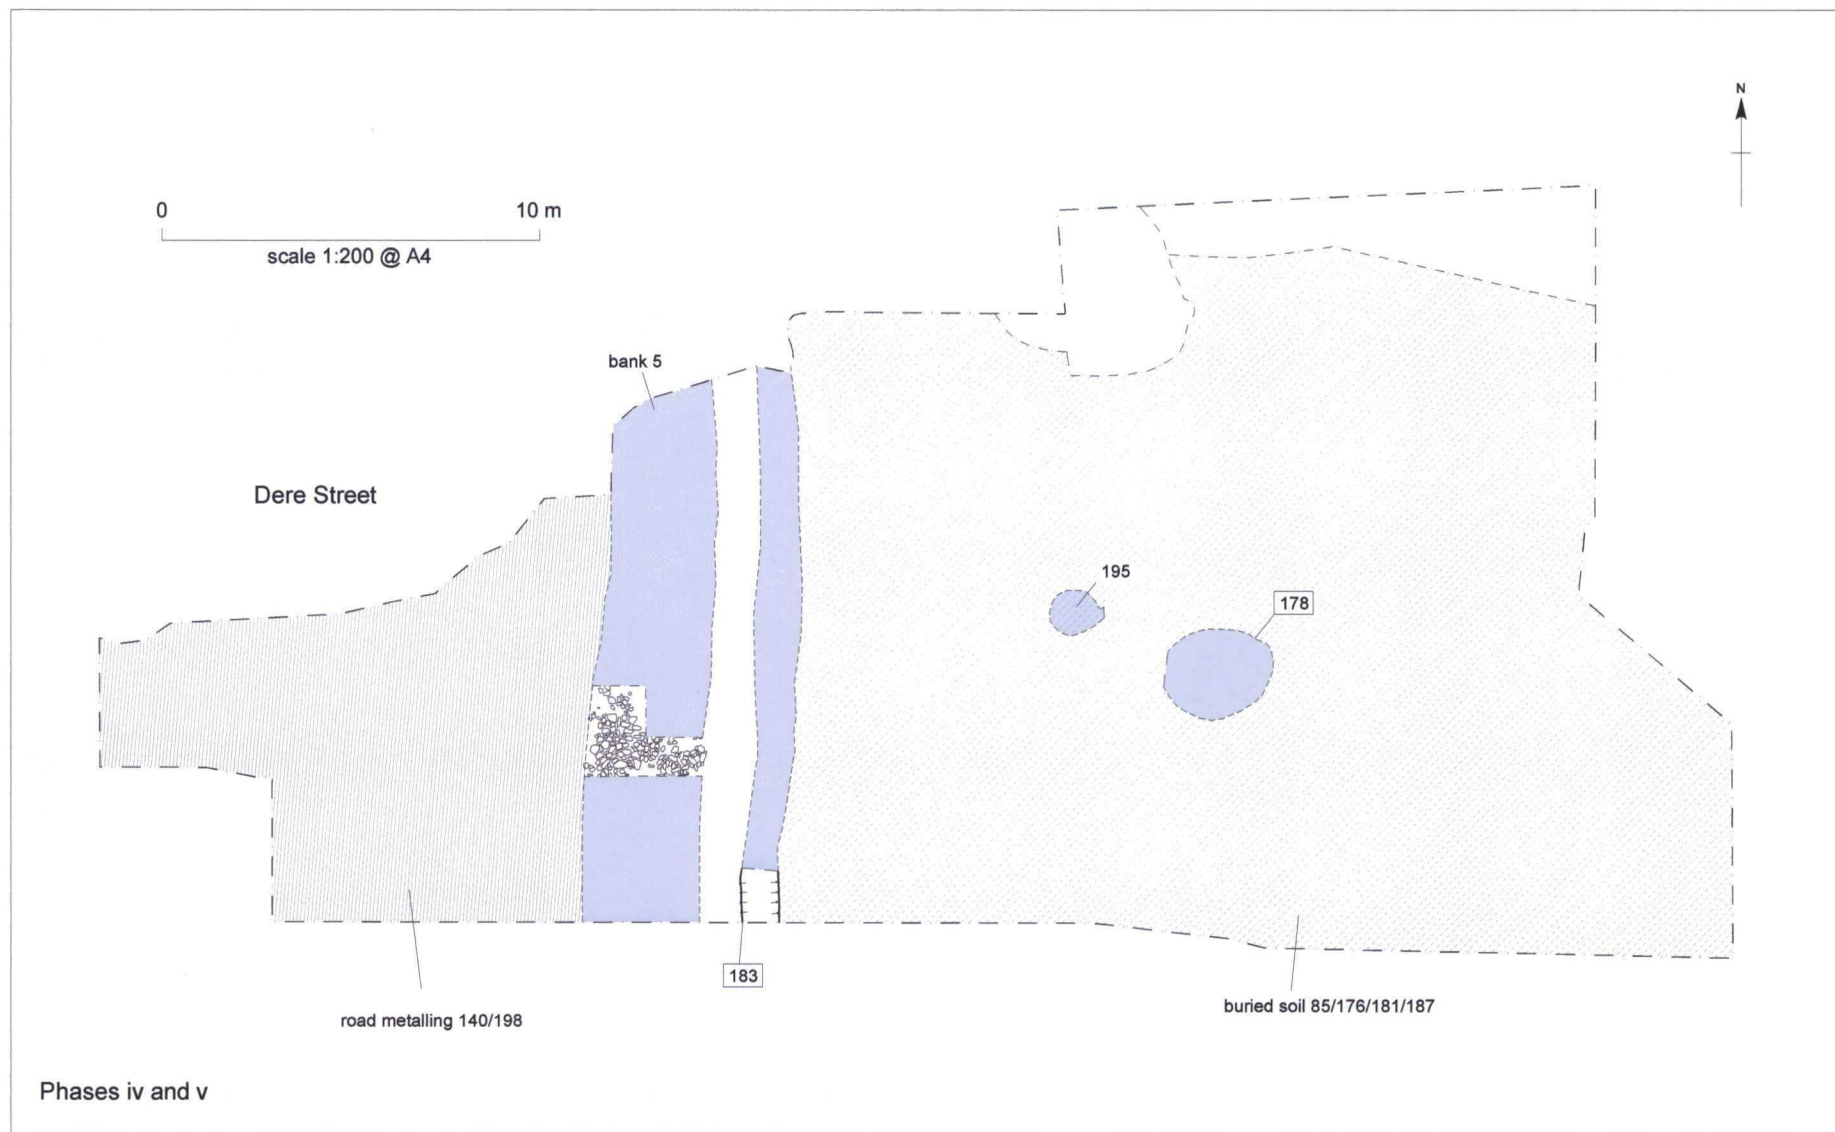 N
0 10 m
scale 1:200 @ A4
bank 5
Dere Street
195
178
183
road metalling 140/198
buried soil 85/176/181/187
Phases iv and v